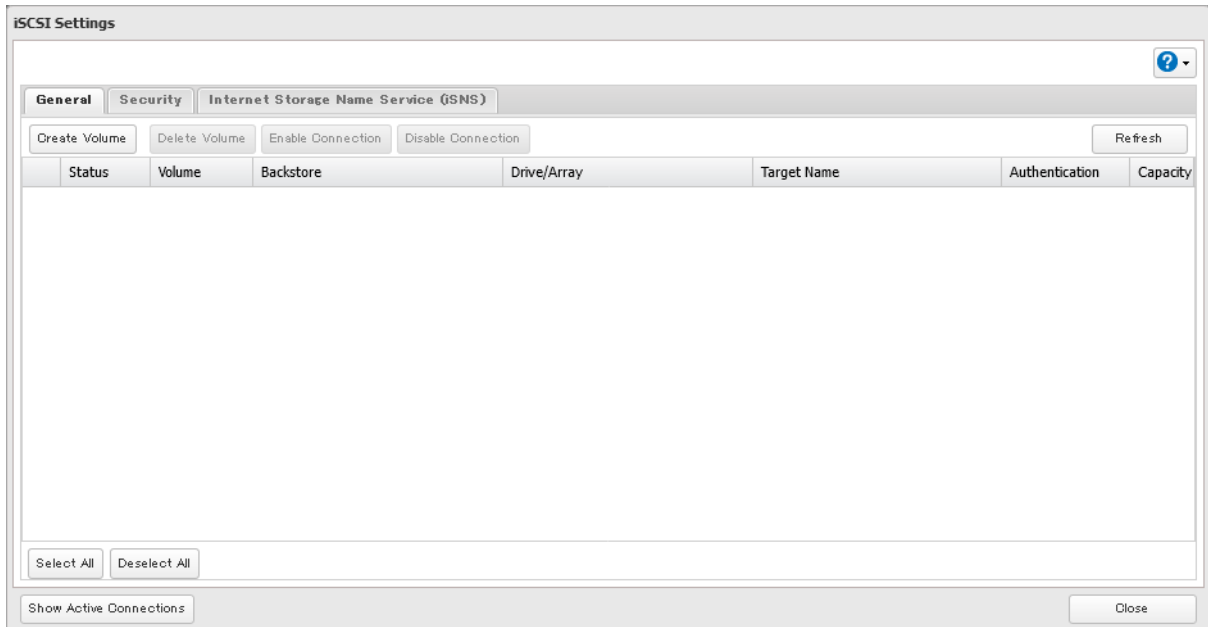 iSCSI Settings
?
General Security Internet Storage Name Service (iSNS)
Create Volume Delete Volume Enable Connection Disable Connection Refresh
Status Volume Backstore Drive/Array Target Name Authentication Capacity
Select All Deselect All
Show Active Connections Close